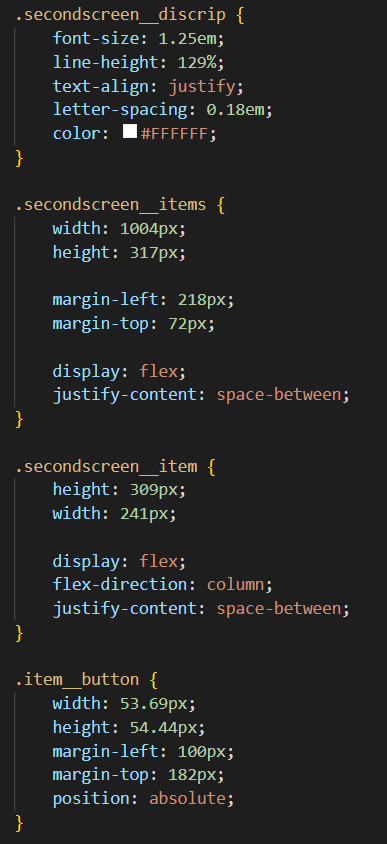 .secondscreen__discrip {
    font-size: 1.25em;
    line-height: 129%;
    text-align: justify;
    letter-spacing: 0.18em;
    color: #FFFFFF;
}

.secondscreen__items {
    width: 1004px;
    height: 317px;

    margin-left: 218px;
    margin-top: 72px;

    display: flex;
    justify-content: space-between;
}

.secondscreen__item {
    height: 309px;
    width: 241px;

    display: flex;
    flex-direction: column;
    justify-content: space-between;
}

.item__button {
    width: 53.69px;
    height: 54.44px;
    margin-left: 100px;
    margin-top: 182px;
    position: absolute;
}